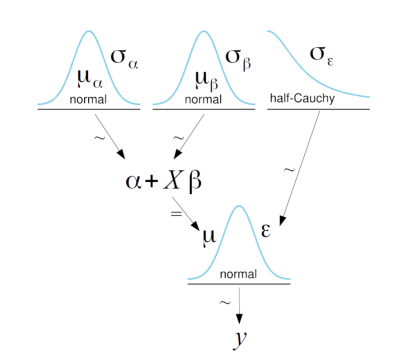 μα σα
normal
μβ σβ
normal
σε
half-Cauchy
~
~
~
α + Xβ
=
μ
ε
normal
~
y